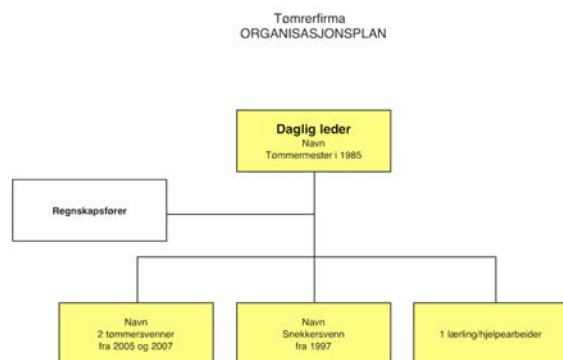 Tømrerfirma
ORGANISASJONSPLAN
Daglig leder
Navn
Tømmermester i 1985
Regnskapsfører
Navn
2 tømmersvenner
fra 2005 og 2007
Navn
Snekkersvenn
fra 1997
1 lærling/hjelpearbeider